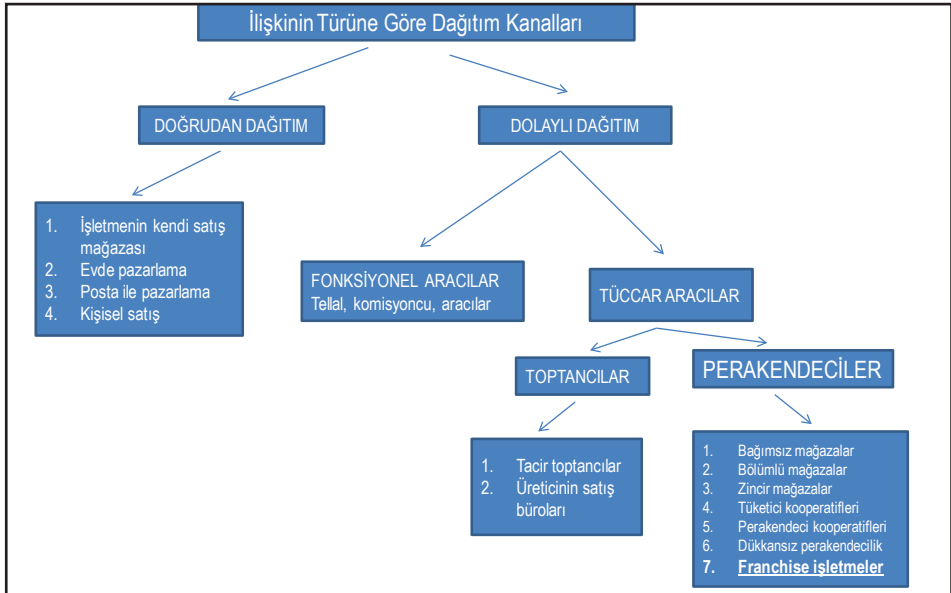 İlişkinin Türüne Göre Dağıtım Kanalları
DOĞRUDAN DAĞITIM
DOLAYLI DAĞITIM
1. İşletmenin kendi satış
mağazası
2. Evde pazarlama
3. Posta ile pazarlama
4. Kişisel satış
FONKSİYONEL ARACILAR
Tellal, komisyoncu, aracılar
TÜCCAR ARACILAR
TOPTANCILAR
PERAKENDECİLER
1. Tacir toptancılar
2. Üreticinin satış
büroları
1. Bağımsız mağazalar
2. Bölümlü mağazalar
3. Zincir mağazalar
4. Tüketici kooperatifleri
5. Perakendeci kooperatifleri
6. Dükkansız perakendecilik
7. Franchise işletmeler